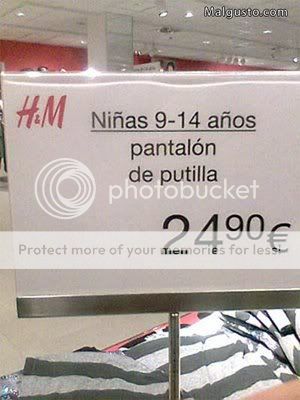 Malgusto.com
H&M
Niñas 9-14 años
pantalón
de putilla
photobucket
24,90€
Protect more of your memories for less!